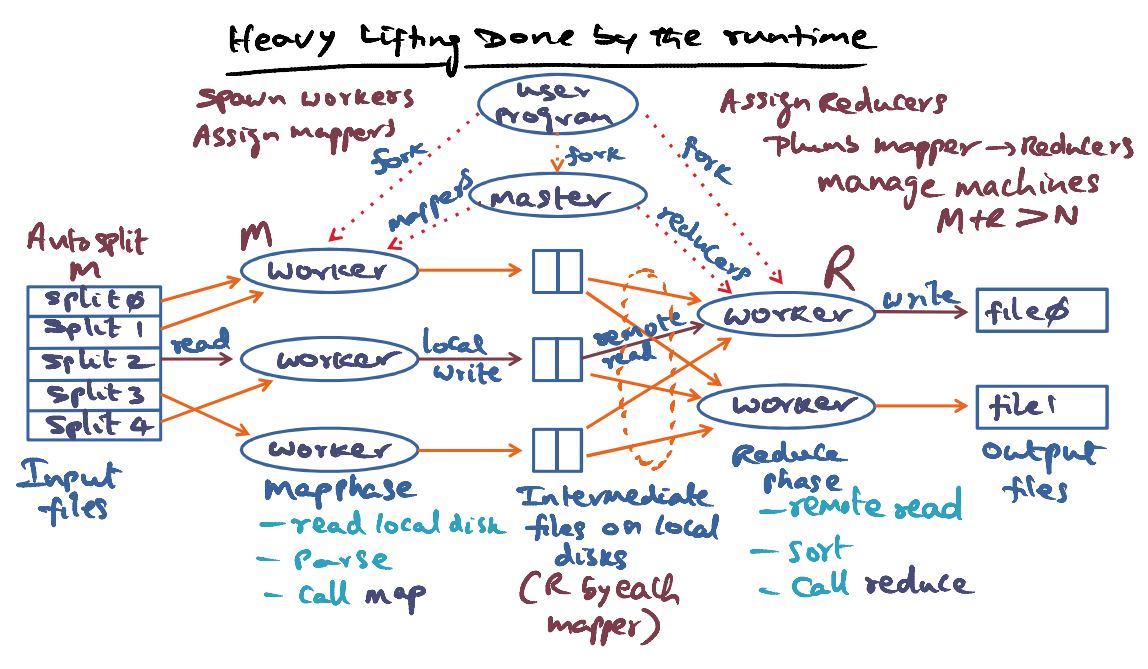 Heavy Lifting Done by the runtime
Spawn workers
Assign mappers
user
program
Assign Reducers
Plumb mapper → Reducers
manage machines
M+R > N
fork
fork
fork
master
mappers
reducers
Autosplit
M
M
R
split 0
split 1
split 2
split 3
split 4
Input
files
read
worker
worker
worker
local
write
remote
read
worker
worker
write
file 0
file 1
output
files
Map phase
- read local disk
- Parse
- Call map
Intermediate
files on local
disks
(R by each
mapper)
Reduce
phase
- remote read
- Sort
- Call reduce